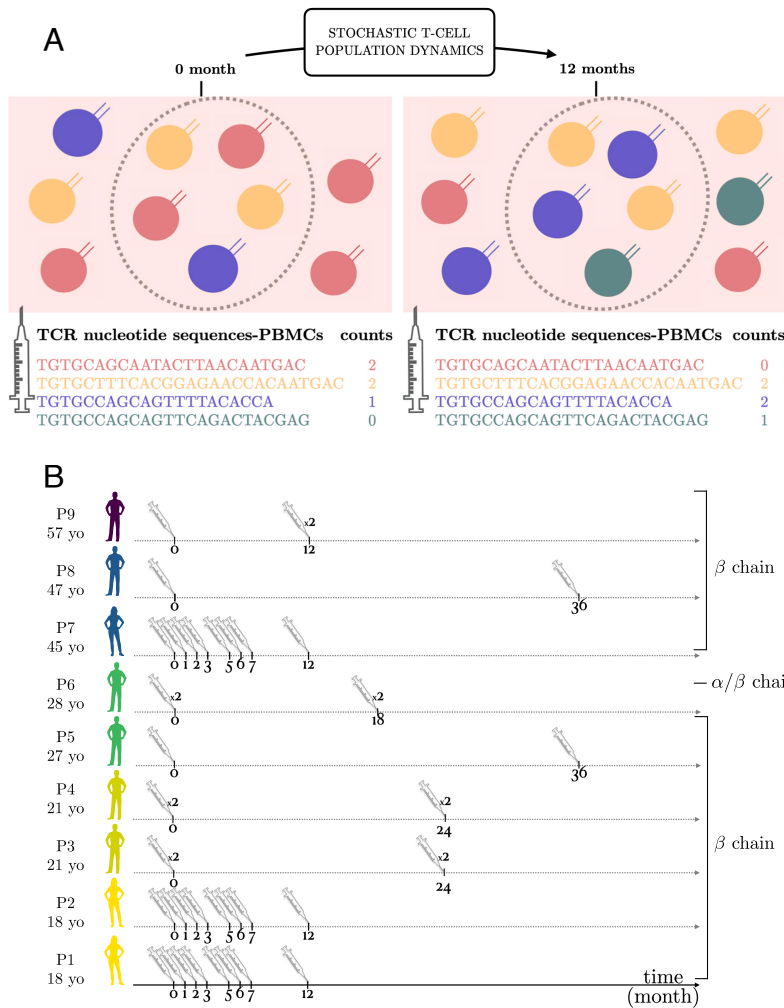 A
STOCHASTIC T-CELL
POPULATION DYNAMICS
0 month
12 months
TCR nucleotide sequences-PBMCs counts
TGTGCAGCAATACTTAACAATGAC 2
TGTGCTTTCACGGAGAACCACAATGAC 2
TGTGCCAGCAGTTTTACACCA 1
TGTGCCAGCAGTTCAGACTACGAG 0
TCR nucleotide sequences-PBMCs counts
TGTGCAGCAATACTTAACAATGAC 0
TGTGCTTTCACGGAGAACCACAATGAC 2
TGTGCCAGCAGTTTTACACCA 2
TGTGCCAGCAGTTCAGACTACGAG 1
B
P9
57 yo
x2
0 12
P8
47 yo
0 36
β chain
P7
45 yo
0 1 2 3 5 6 7 12
P6
28 yo
x2 x2
0 18
α/β chai
P5
27 yo
0 36
P4
21 yo
x2 x2
0 24
P3
21 yo
x2 x2
0 24
β chain
P2
18 yo
0 1 2 3 5 6 7 12
P1
18 yo
0 1 2 3 5 6 7 12
time
(month)